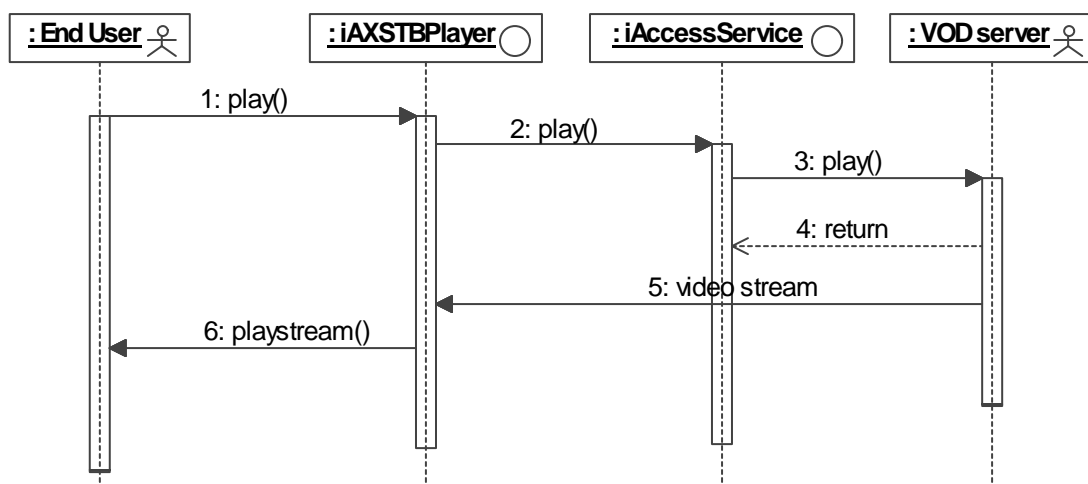 : End User
: iAXSTBPlayer
: iAccessService
: VOD server
1: play()
2: play()
3: play()
4: return
5: video stream
6: playstream()